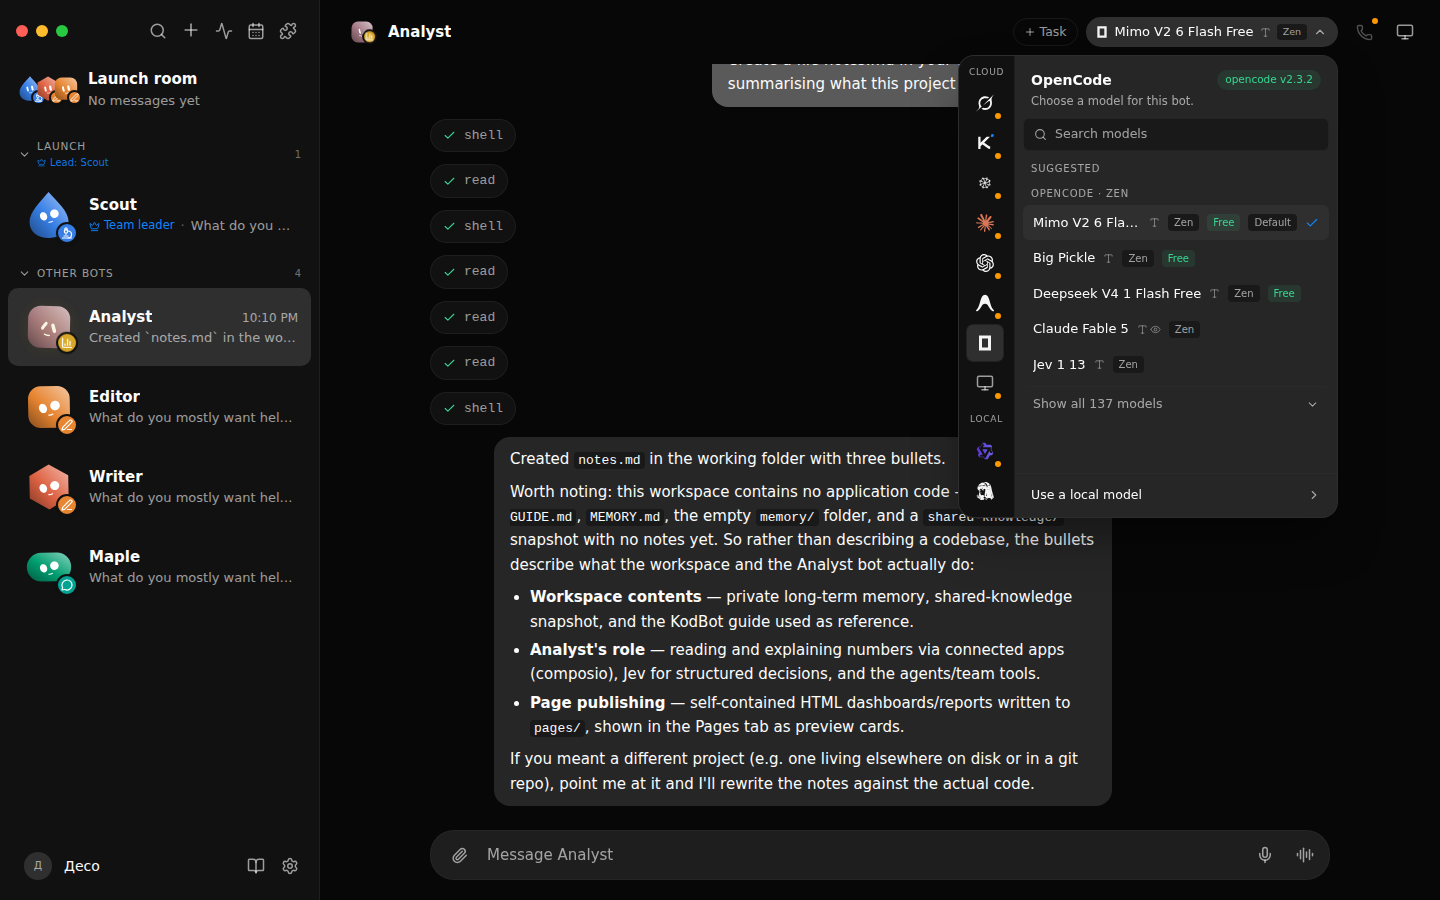 Launch room
No messages yet
LAUNCH
1
Lead: Scout
Scout
Team leader · What do you ...
OTHER BOTS
4
Analyst
10:10 PM
Created `notes.md` in the wo...
Editor
What do you mostly want hel...
Writer
What do you mostly want hel...
Maple
What do you mostly want hel...
Д
Десо
Analyst
+ Task
Mimo V2 6 Flash Free
Zen
summarising what this project
shell
read
shell
read
read
read
shell
Created notes.md in the working folder with three bullets.
Worth noting: this workspace contains no application code -
GUIDE.md, MEMORY.md, the empty memory/ folder, and a shared-knowledge/
snapshot with no notes yet. So rather than describing a codebase, the bullets
describe what the workspace and the Analyst bot actually do:
• Workspace contents — private long-term memory, shared-knowledge
snapshot, and the KodBot guide used as reference.
• Analyst's role — reading and explaining numbers via connected apps
(composio), Jev for structured decisions, and the agents/team tools.
• Page publishing — self-contained HTML dashboards/reports written to
pages/, shown in the Pages tab as preview cards.
If you meant a different project (e.g. one living elsewhere on disk or in a git
repo), point me at it and I'll rewrite the notes against the actual code.
Message Analyst
CLOUD
LOCAL
OpenCode
opencode v2.3.2
Choose a model for this bot.
Search models
SUGGESTED
OPENCODE · ZEN
Mimo V2 6 Fla... Zen Free Default
Big Pickle Zen Free
Deepseek V4 1 Flash Free Zen Free
Claude Fable 5 Zen
Jev 1 13 Zen
Show all 137 models
Use a local model